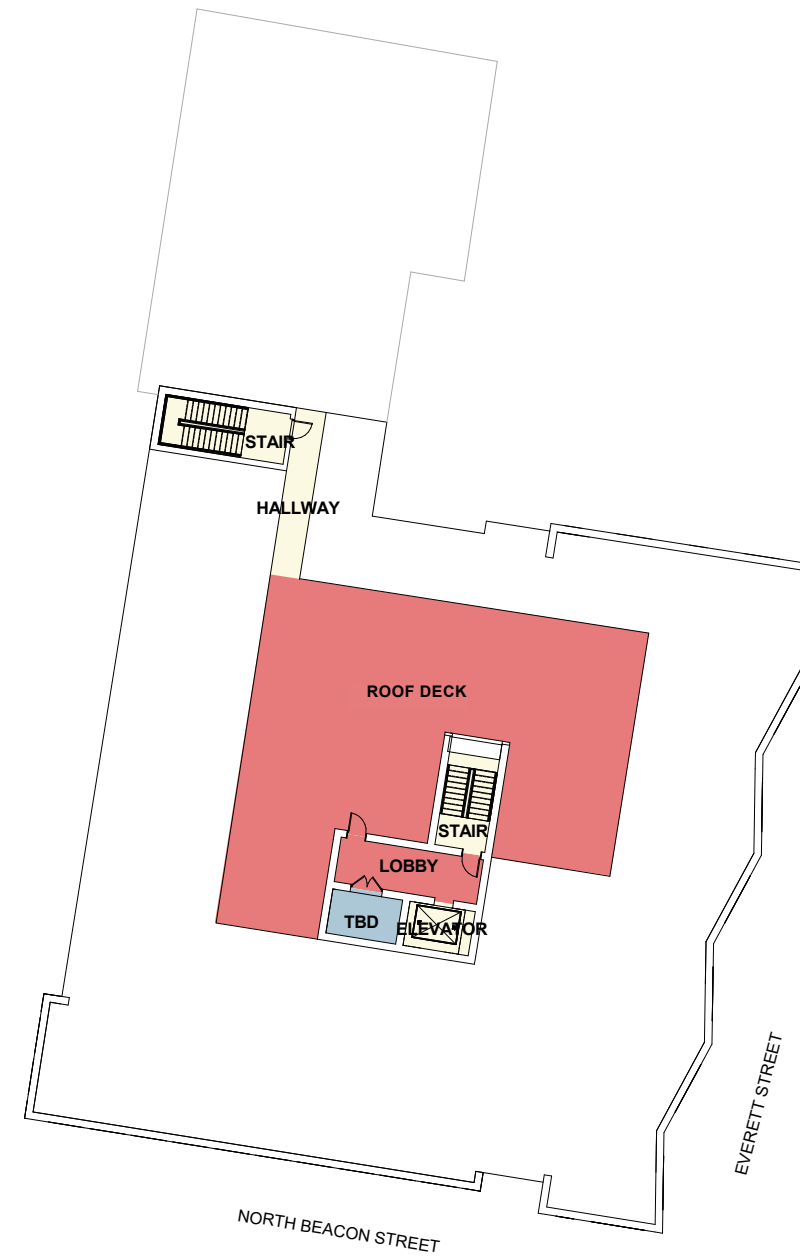 STAIR
HALLWAY
ROOF DECK
STAIR
LOBBY
TBD
ELEVATOR
EVERETT STREET
NORTH BEACON STREET